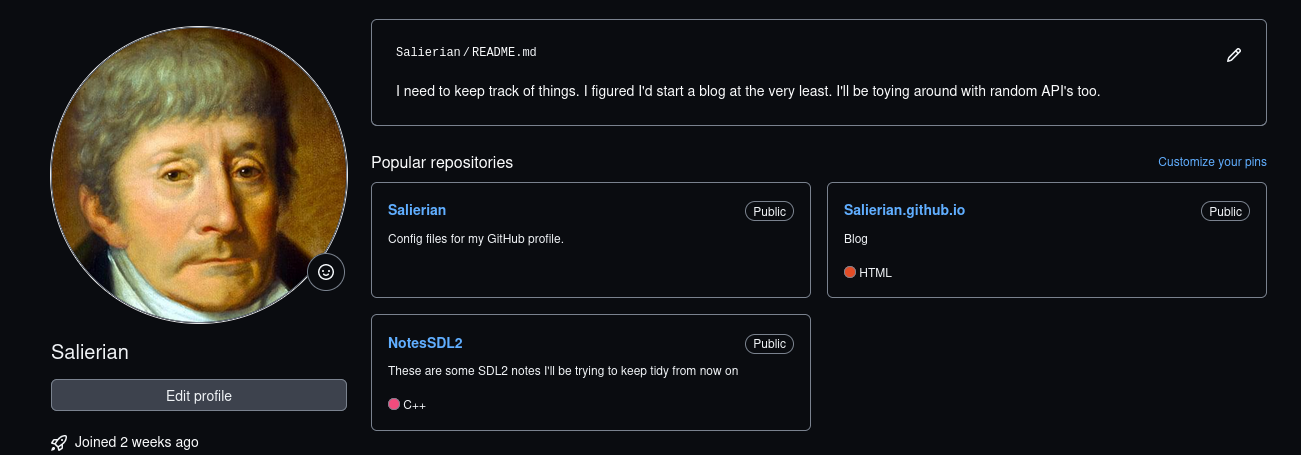 Salierian / README.md
I need to keep track of things. I figured I'd start a blog at the very least. I'll be toying around with random API's too.
Popular repositories
Customize your pins
Salierian
Public
Config files for my GitHub profile.
Salierian.github.io
Public
Blog
HTML
NotesSDL2
Public
These are some SDL2 notes I'll be trying to keep tidy from now on
C++
Salierian
Edit profile
Joined 2 weeks ago